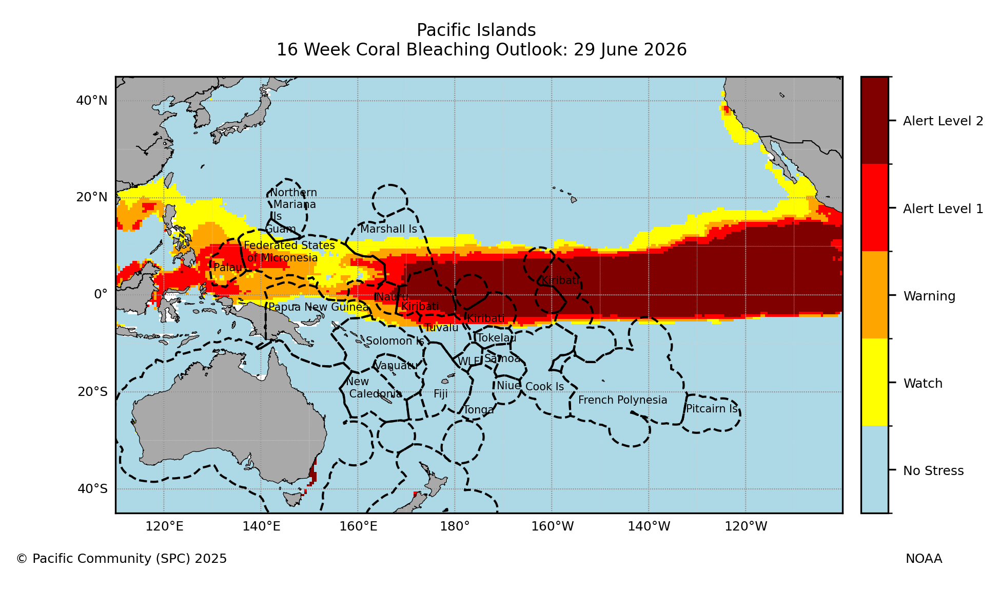 Pacific Islands
16 Week Coral Bleaching Outlook: 29 June 2026
40°N
20°N
0°
20°S
40°S
120°E
140°E
160°E
180°
160°W
140°W
120°W
Northern
Mariana
Is
Guam
Marshall Is
Federated States
of Micronesia
Palau
Kiribati
Nauru
Papua New Guinea
Kiribati
Kiribati
Tuvalu
Tokelau
Solomon Is
WLF
Samoa
Vanuatu
New
Caledonia
Fiji
Niue
Cook Is
French Polynesia
Tonga
Pitcairn Is
Alert Level 2
Alert Level 1
Warning
Watch
No Stress
© Pacific Community (SPC) 2025
NOAA